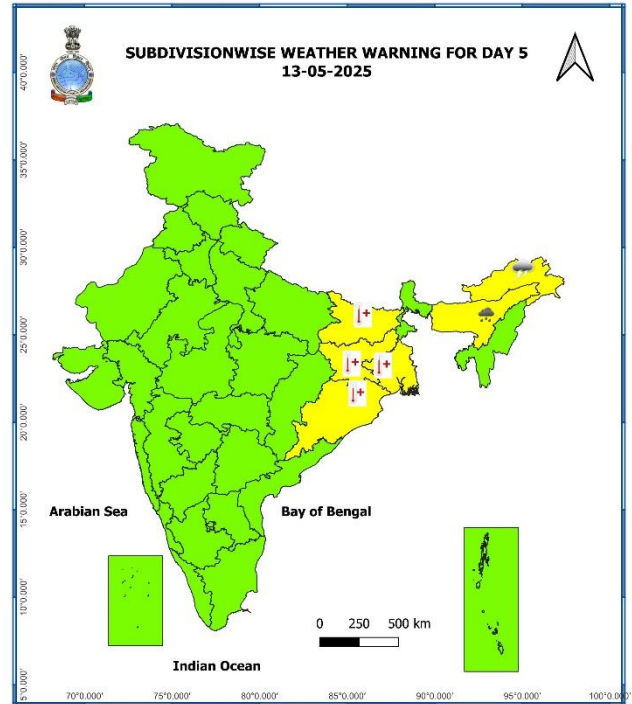 SUBDIVISIONWISE WEATHER WARNING FOR DAY 5
13-05-2025
40°0.000'
35°0.000'
30°0.000'
25°0.000'
20°0.000'
15°0.000'
10°0.000'
5°0.000'
Arabian Sea
Bay of Bengal
0 250 500 km
Indian Ocean
70°0.000' 75°0.000' 80°0.000' 85°0.000' 90°0.000' 95°0.000' 100°0.000'